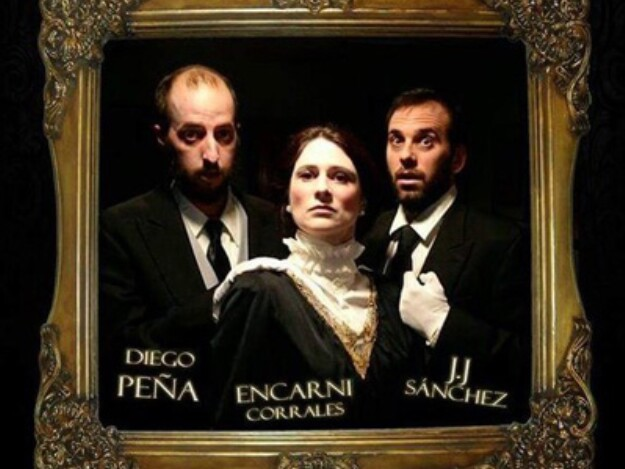 DIEGO
PEÑA
ENCARNI
CORRALES
J.J
SÁNCHEZ